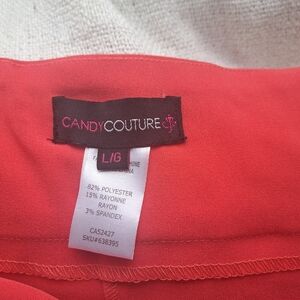 CANDYCOUTURE
L/G
82% POLYESTER
15% RAYONNE
RAYON
3% SPANDEX
CA52427
SKU#638395